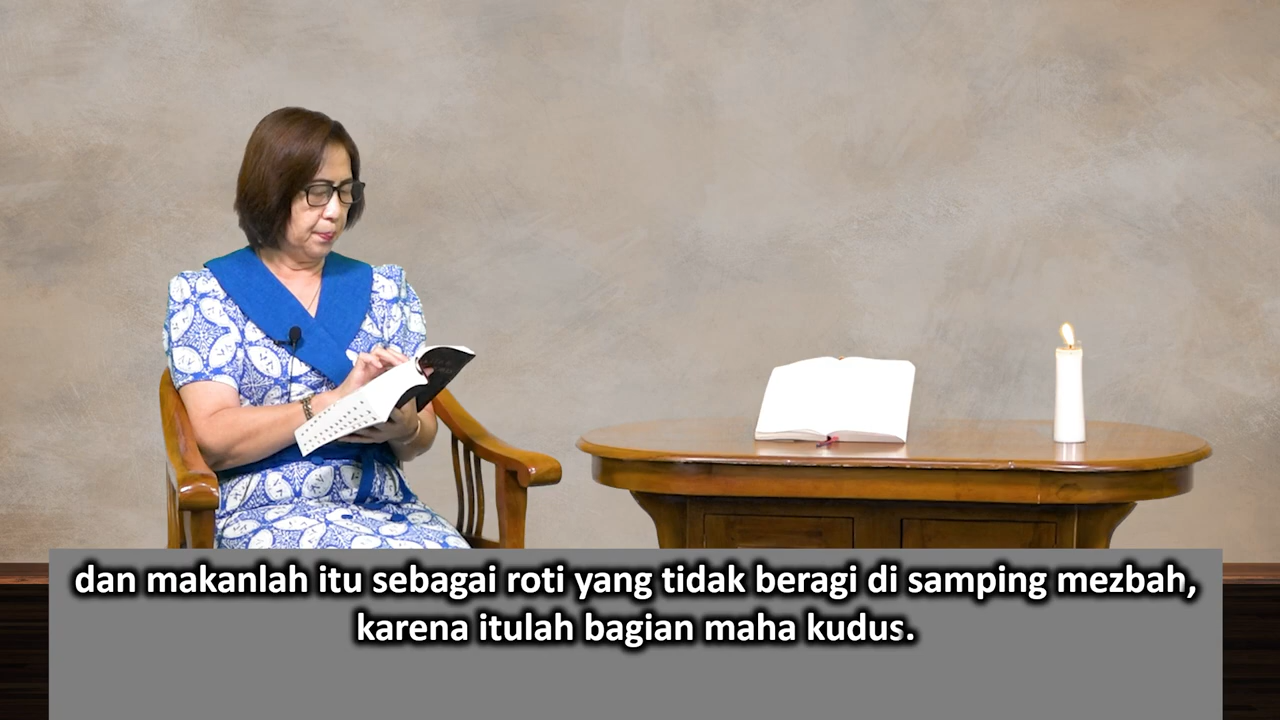 dan makanlah itu sebagai roti yang tidak beragi di samping mezbah,
karena itulah bagian maha kudus.